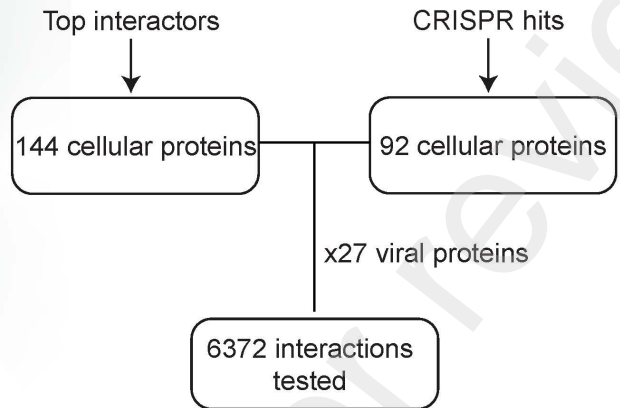 Top interactors
CRISPR hits
144 cellular proteins
92 cellular proteins
x27 viral proteins
6372 interactions
tested